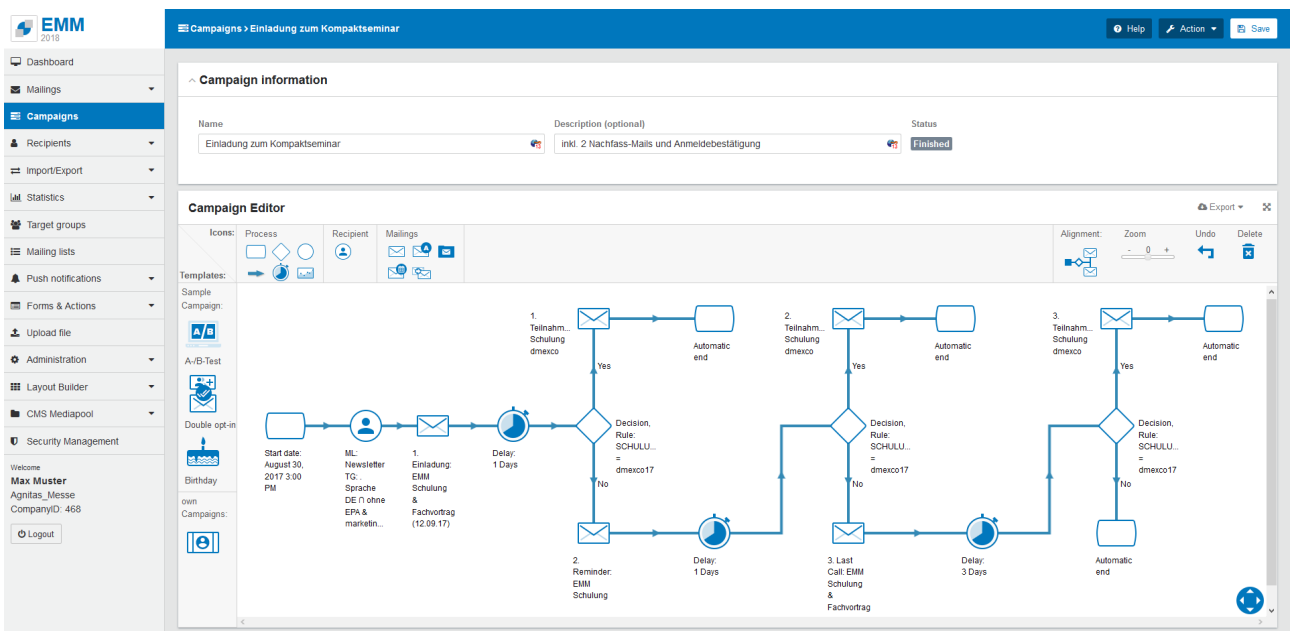 EMM
2018
Campaigns > Einladung zum Kompaktseminar
Help
Action
Save
Dashboard
Mailings
Campaigns
Recipients
Import/Export
Statistics
Target groups
Mailing lists
Push notifications
Forms & Actions
Upload file
Administration
Layout Builder
CMS Mediapool
Security Management
Welcome
Max Muster
Agnitas_Messe
CompanyID: 468
Logout
Campaign information
Name
Description (optional)
Status
Einladung zum Kompaktseminar
inkl. 2 Nachfass-Mails und Anmeldebestätigung
Finished
Campaign Editor
Export
Icons:
Process
Recipient
Mailings
Alignment:
Zoom
Undo
Delete
- 0 +
Templates:
Sample
Campaign:
A/B
A-/B-Test
Double opt-in
Birthday
own
Campaigns:
Start date:
August 30,
2017 3:00
PM
ML:
Newsletter
TG: .
Sprache
DE ∩ ohne
EPA &
marketin...
1.
Einladung:
EMM
Schulung
&
Fachvortrag
(12.09.17)
Delay:
1 Days
1.
Teilnahm...
Schulung
dmexco
Automatic
end
Yes
Decision,
Rule:
SCHULU...
=
dmexco17
No
2.
Reminder:
EMM
Schulung
Delay:
1 Days
2.
Teilnahm...
Schulung
dmexco
Automatic
end
Yes
Decision,
Rule:
SCHULU...
=
dmexco17
No
3. Last
Call: EMM
Schulung
&
Fachvortrag
Delay:
3 Days
3.
Teilnahm...
Schulung
dmexco
Automatic
end
Yes
Decision,
Rule:
SCHULU...
=
dmexco17
No
Automatic
end